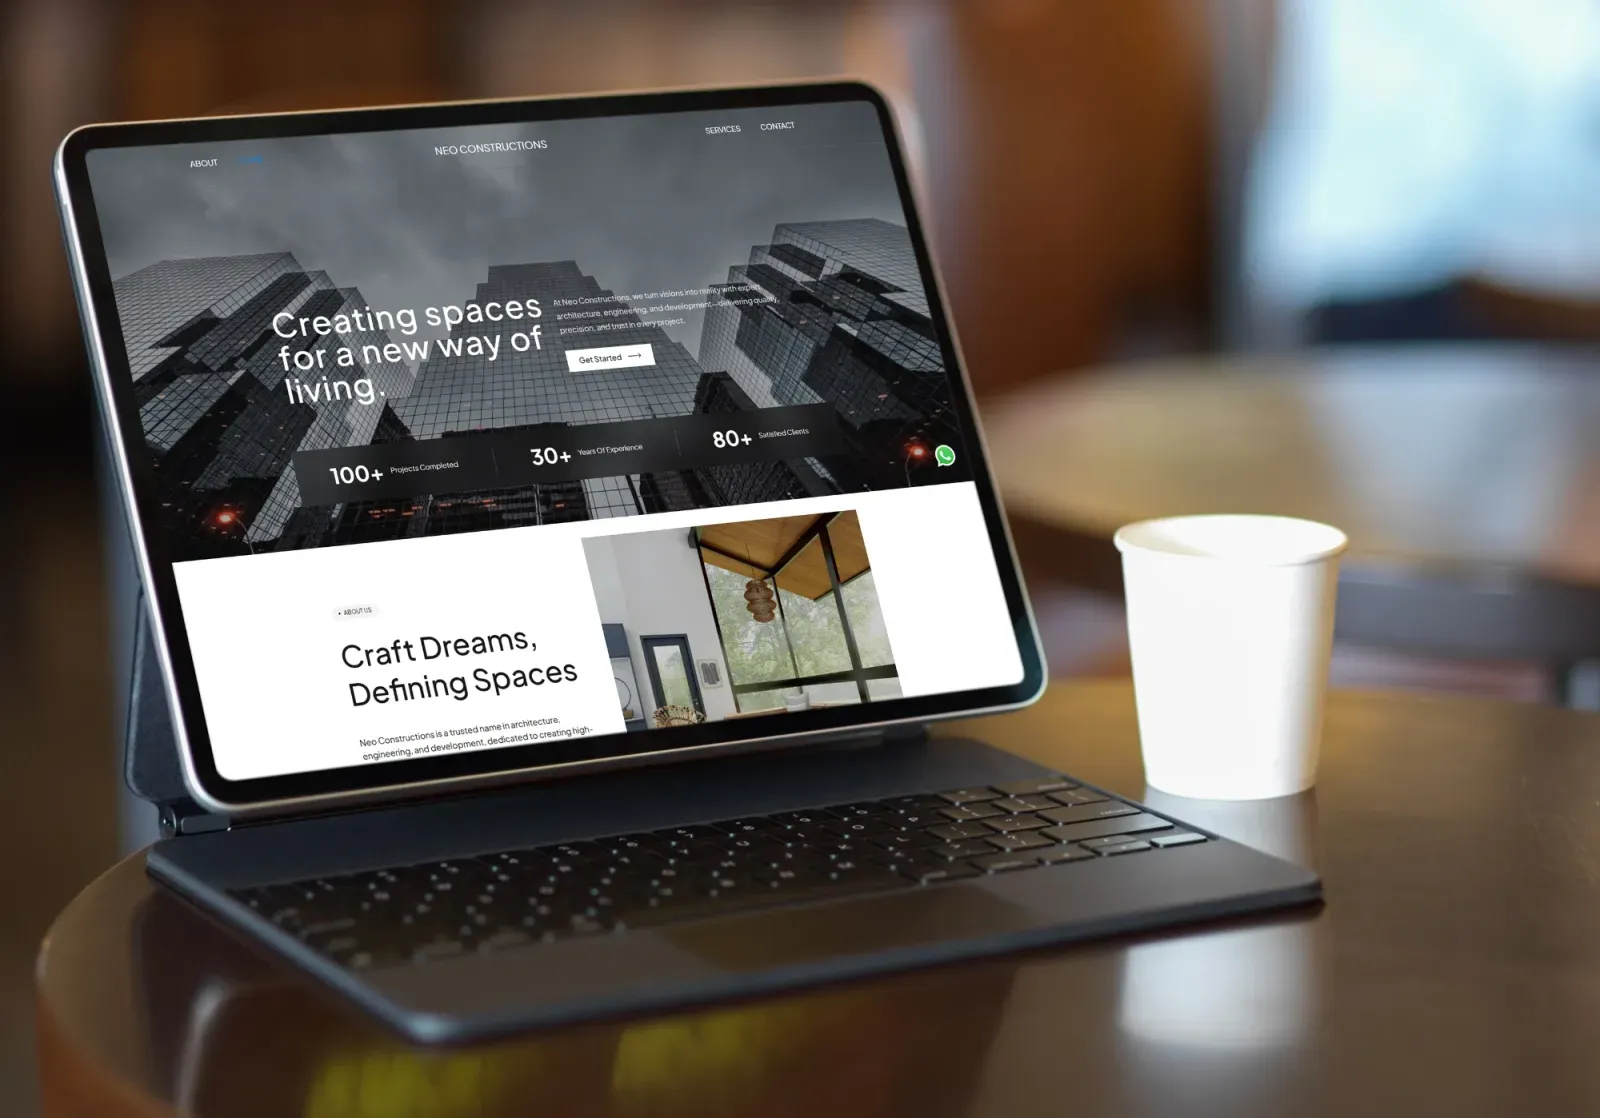 ABOUT
NEO CONSTRUCTIONS
SERVICES
CONTACT
Creating spaces
for a new way of
living.
At Neo Constructions, we turn visions into reality with expert
architecture, engineering, and development—delivering quality,
precision, and trust in every project.
Get Started
100+ Projects Completed
30+ Years Of Experience
80+ Satisfied Clients
ABOUT US
Craft Dreams,
Defining Spaces
Neo Constructions is a trusted name in architecture,
engineering, and development, dedicated to creating high-